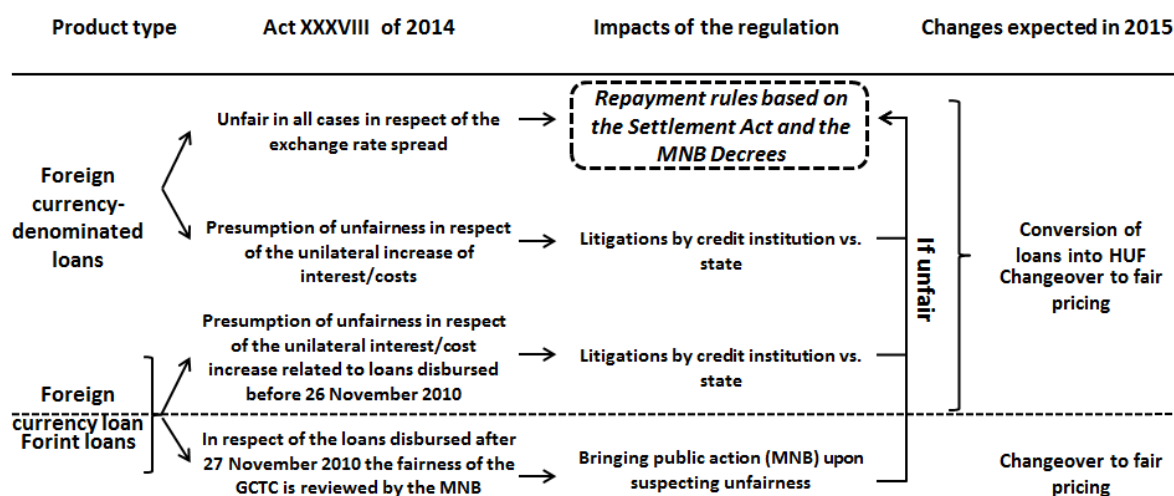 Product type
Act XXXVIII of 2014
Impacts of the regulation
Changes expected in 2015
Foreign
currency-
denominated
loans
Unfair in all cases in respect of the
exchange rate spread
Repayment rules based on
the Settlement Act and the
MNB Decrees
Presumption of unfairness in respect
of the unilateral increase of
interest/costs
Litigations by credit institution vs.
state
If unfair
Conversion of
loans into HUF
Changeover to fair
pricing
Foreign
currency loan
Forint loans
Presumption of unfairness in respect
of the unilateral interest/cost
increase related to loans disbursed
before 26 November 2010
Litigations by credit institution vs.
state
In respect of the loans disbursed after
27 November 2010 the fairness of the
GCTC is reviewed by the MNB
Bringing public action (MNB) upon
suspecting unfairness
Changeover to fair
pricing